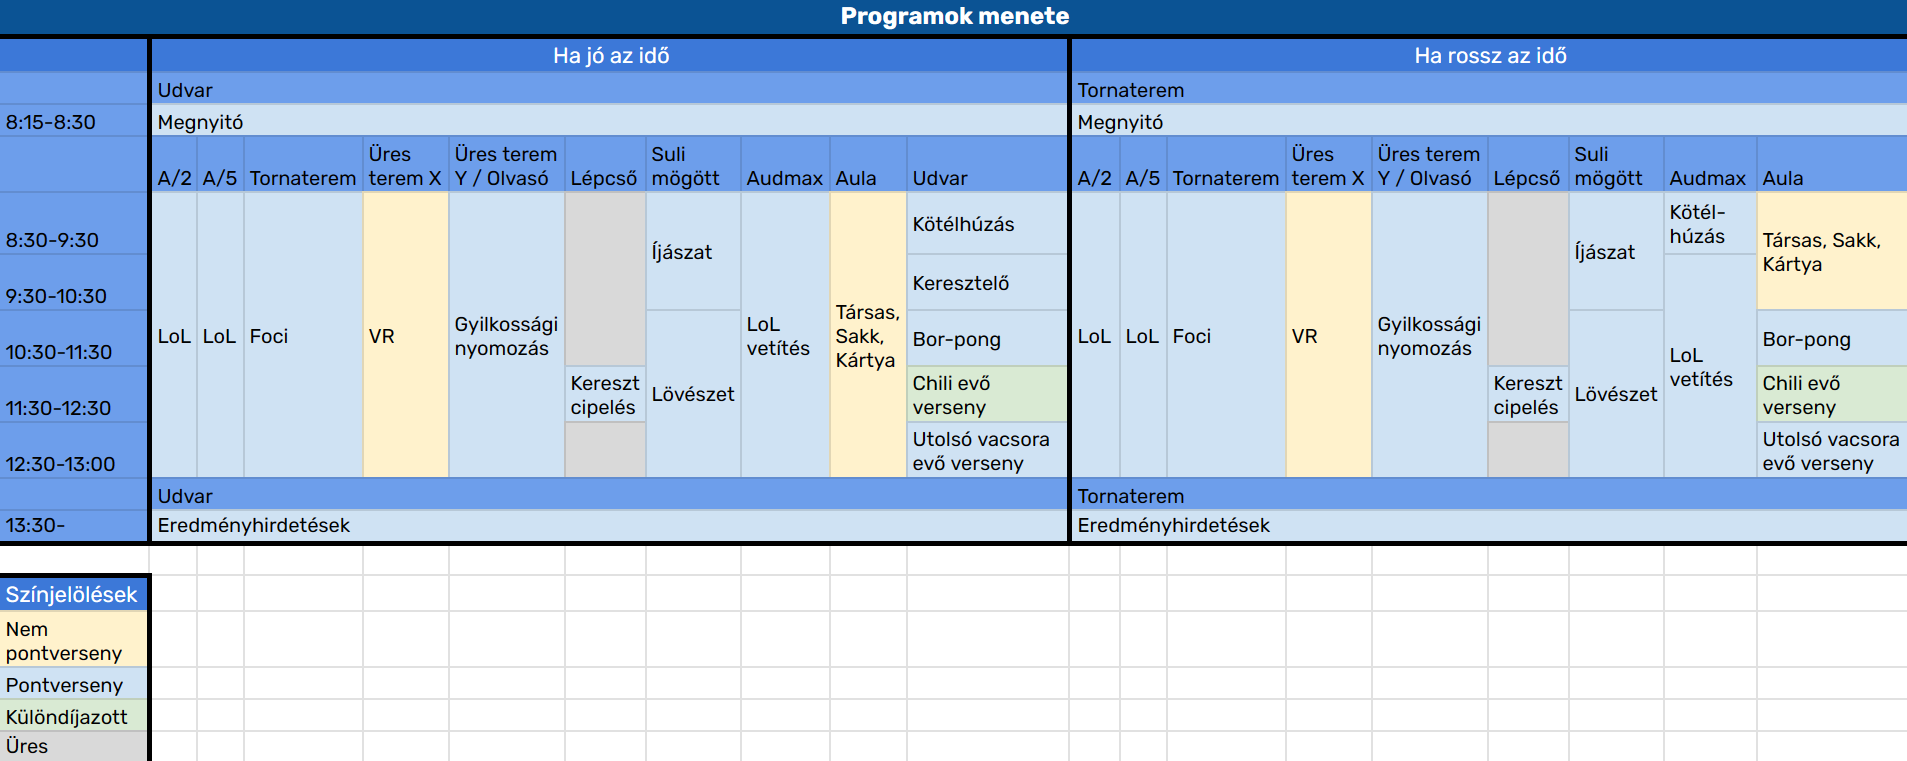 Programok menete
Ha jó az idő
Ha rossz az idő
Udvar
Tornaterem
8:15-8:30
Megnyitó
Megnyitó
A/2
A/5
Tornaterem
Üres
terem X
Üres terem
Y / Olvasó
Lépcső
Suli
mögött
Audmax
Aula
Udvar
A/2
A/5
Tornaterem
Üres
terem X
Üres terem
Y / Olvasó
Lépcső
Suli
mögött
Audmax
Aula
8:30-9:30
9:30-10:30
10:30-11:30
11:30-12:30
12:30-13:00
LoL
LoL
Foci
VR
Gyilkossági
nyomozás
Kereszt
cipelés
Íjászat
Lövészet
LoL
vetítés
Társas,
Sakk,
Kártya
Kötélhúzás
Keresztelő
Bor-pong
Chili evő
verseny
Utolsó vacsora
evő verseny
LoL
LoL
Foci
VR
Gyilkossági
nyomozás
Kereszt
cipelés
Íjászat
Lövészet
Kötél-
húzás
LoL
vetítés
Társas, Sakk,
Kártya
Bor-pong
Chili evő
verseny
Utolsó vacsora
evő verseny
Udvar
Tornaterem
13:30-
Eredményhirdetések
Eredményhirdetések
Színjelölések
Nem
pontverseny
Pontverseny
Különdíjazott
Üres